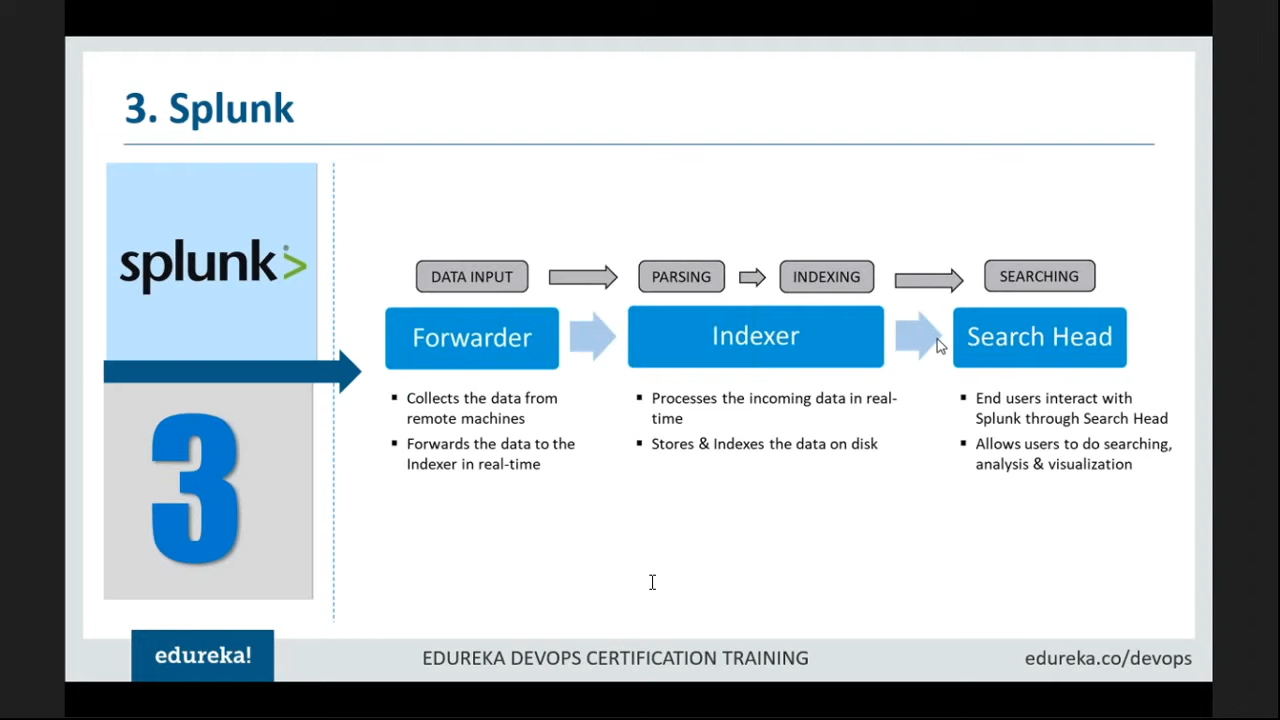 3. Splunk
splunk>
3
DATA INPUT
PARSING
INDEXING
SEARCHING
Forwarder
Indexer
Search Head
▪ Collects the data from
remote machines
▪ Forwards the data to the
Indexer in real-time
▪ Processes the incoming data in real-
time
▪ Stores & Indexes the data on disk
▪ End users interact with
Splunk through Search Head
▪ Allows users to do searching,
analysis & visualization
edureka!
EDUREKA DEVOPS CERTIFICATION TRAINING
edureka.co/devops